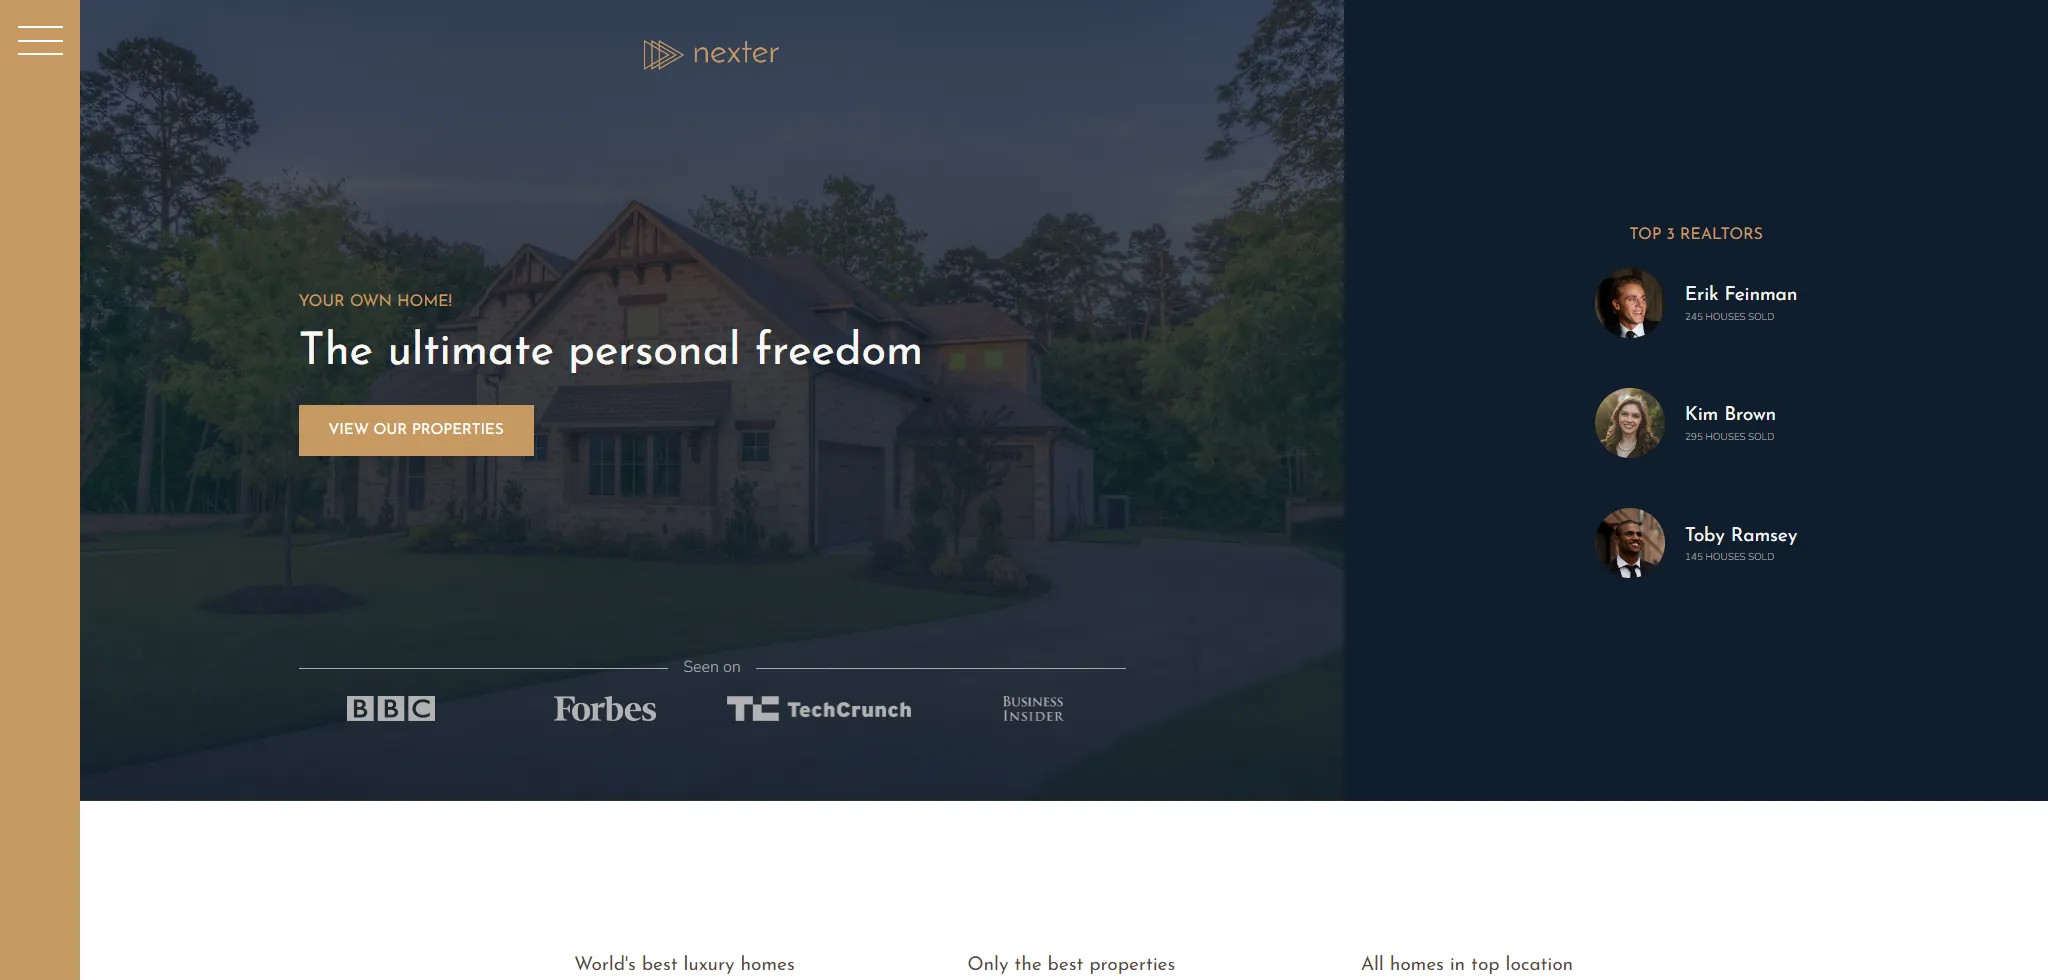 nexter
YOUR OWN HOME!
The ultimate personal freedom
VIEW OUR PROPERTIES
Seen on
BBC
Forbes
TC TechCrunch
BUSINESS
INSIDER
TOP 3 REALTORS
Erik Feinman
245 HOUSES SOLD
Kim Brown
295 HOUSES SOLD
Toby Ramsey
145 HOUSES SOLD
World's best luxury homes
Only the best properties
All homes in top location